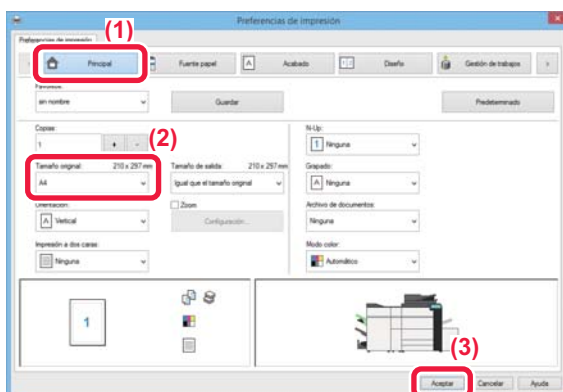 Preferencias de impresión
(1)
Preferencias de impresión
Principal
Fuente papel
Acabado
Diseño
Gestión de trabajos
Favoritos:
sin nombre
Guardar
Predeterminado
Copias:
1
+
-
(2)
N-Up:
1 Ninguna
Tamaño original: 210 x 297 mm
A4
Tamaño de salida: 210 x 297 mm
Igual que el tamaño original
Grapado:
A Ninguna
Orientación:
A Vertical
Zoom
Configuración...
Archivo de documentos:
Ninguna
Impresión a dos caras:
Ninguna
Modo color:
Automático
1
(3)
Aceptar
Cancelar
Ayuda